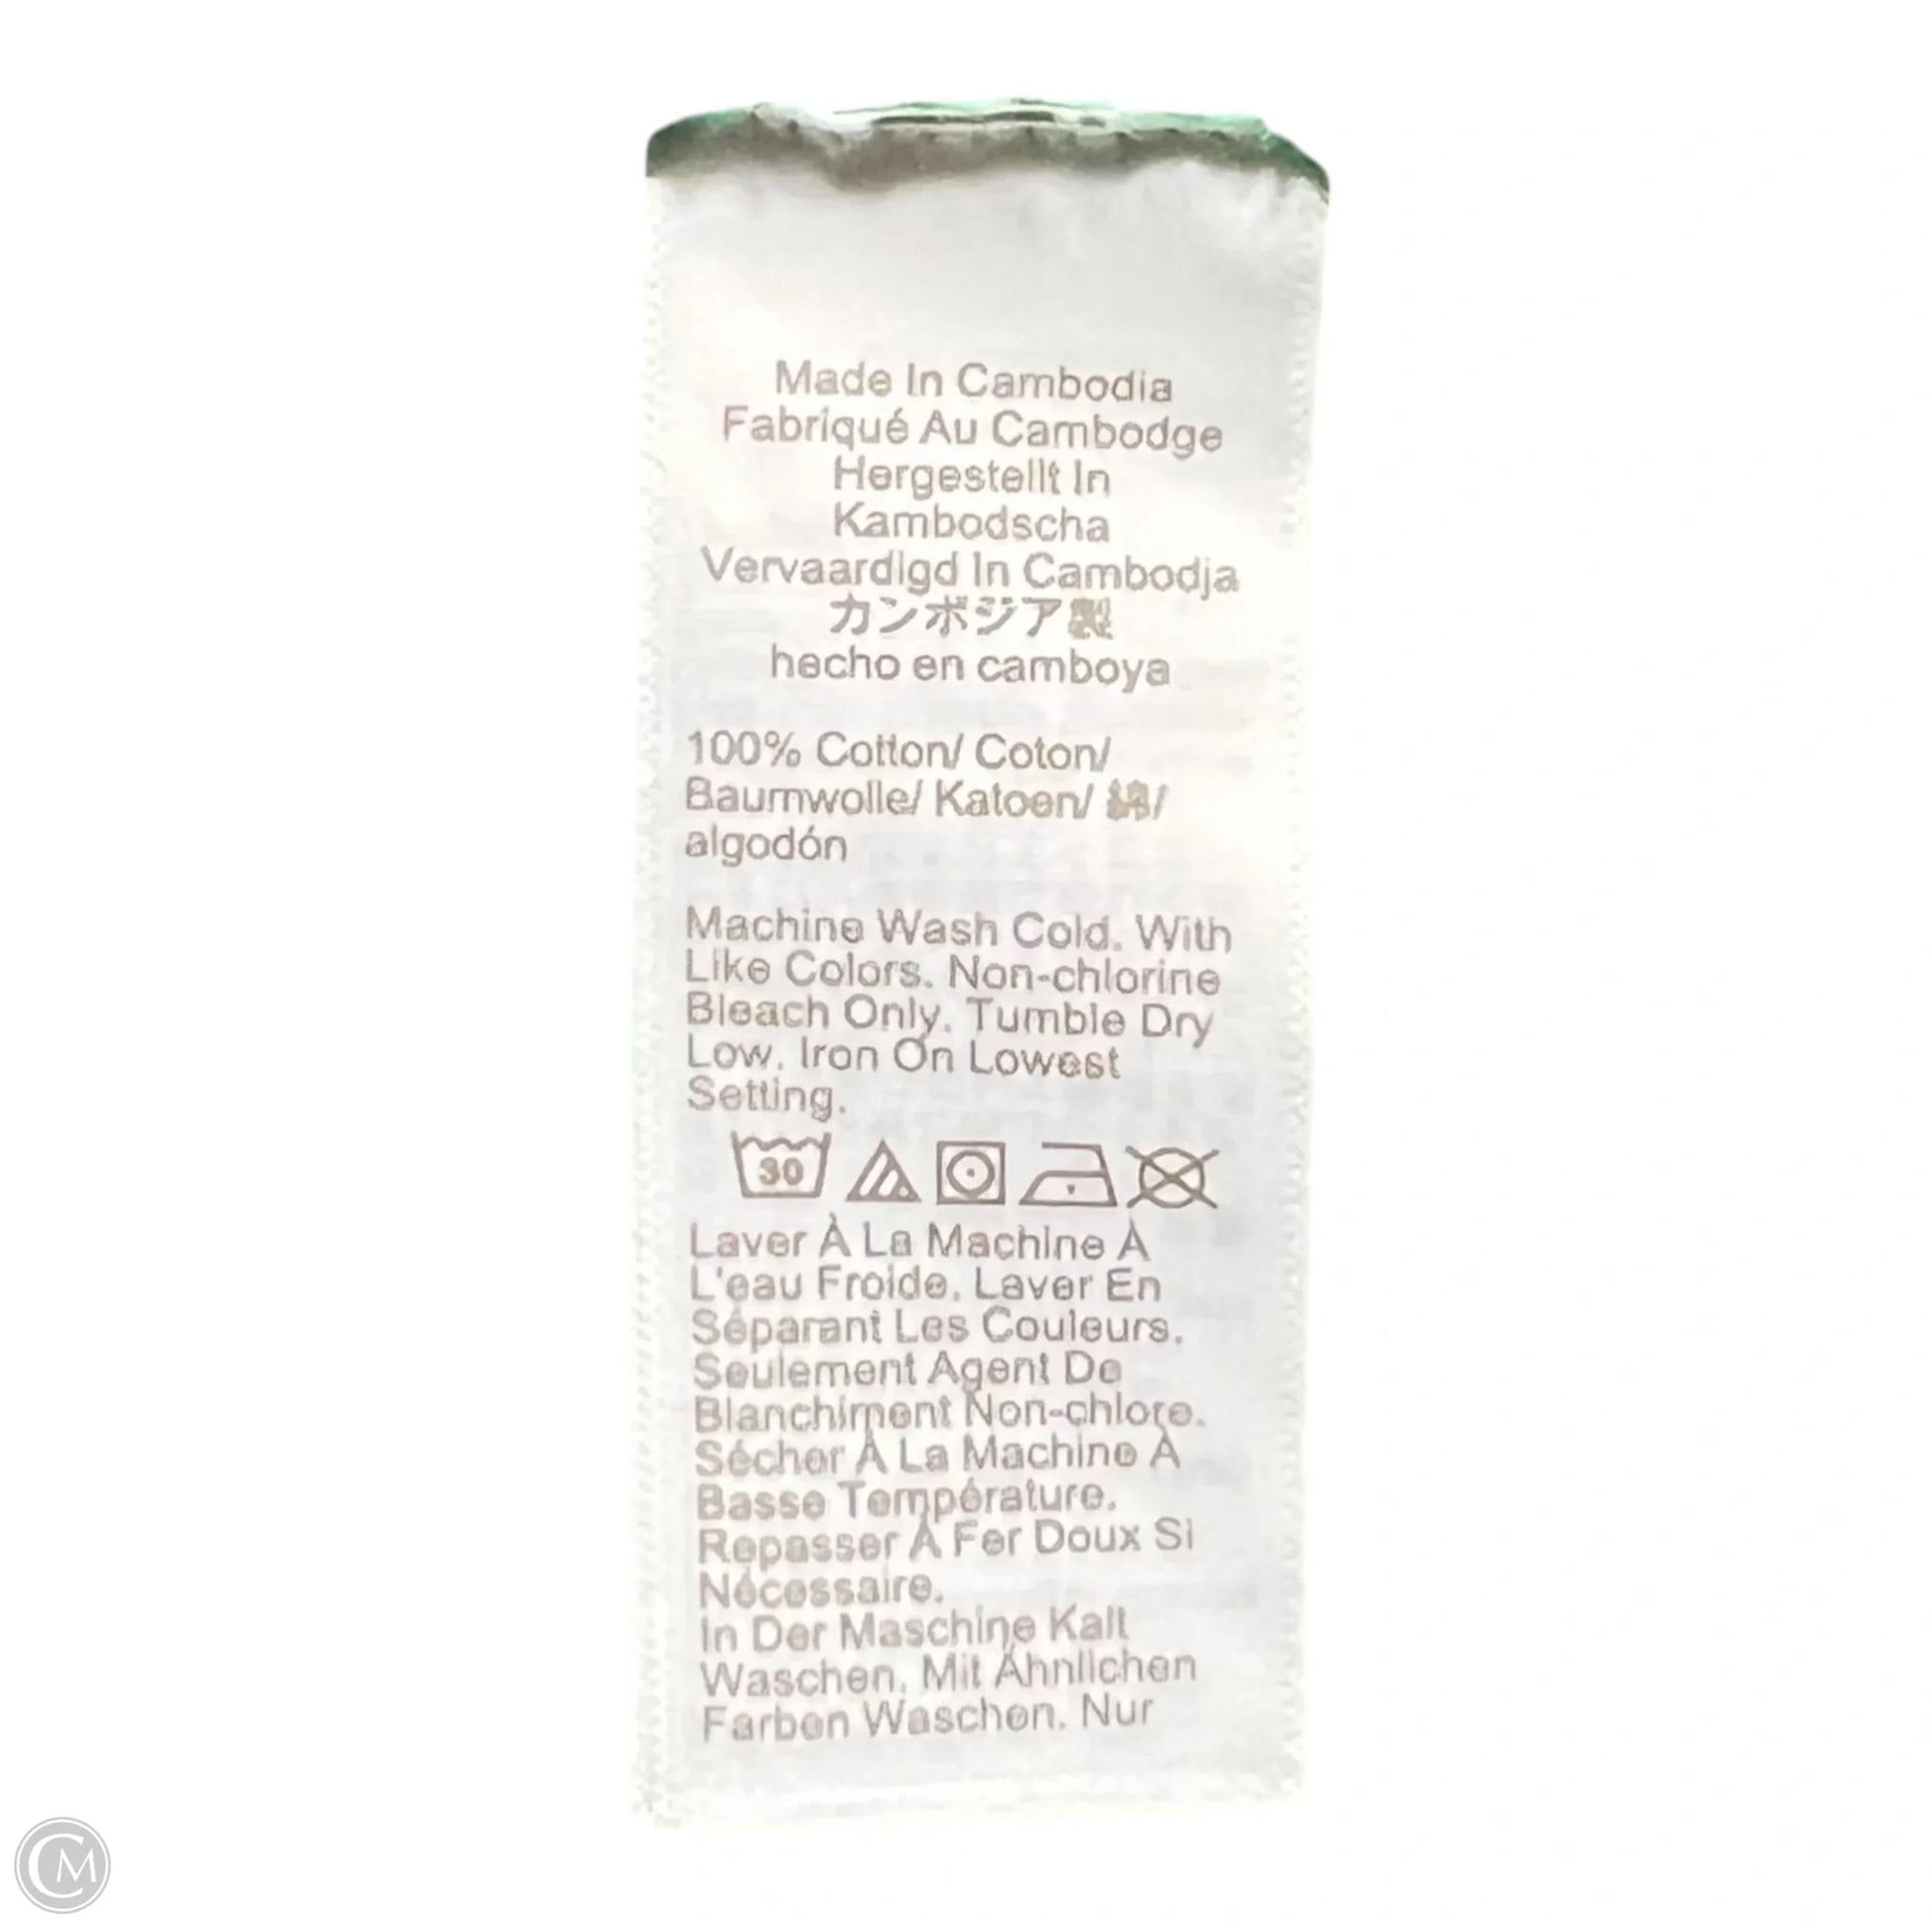 Made In Cambodia
Fabriqué Au Cambodge
Hergestellt In
Kambodscha
Vervaardigd In Cambodja
カンボジア製
hecho en camboya
100% Cotton/ Coton/
Baumwolle/ Katoen/ 綿/
algodón
Machine Wash Cold. With
Like Colors. Non-chlorine
Bleach Only. Tumble Dry
Low. Iron On Lowest
Setting.
30
Laver À La Machine À
L'eau Froide. Laver En
Séparant Les Couleurs.
Seulement Agent De
Blanchiment Non-chlore.
Sécher À La Machine À
Basse Température.
Repasser À Fer Doux Si
Nécessaire.
In Der Maschine Kalt
Waschen. Mit Ähnlichen
Farben Waschen. Nur
CM